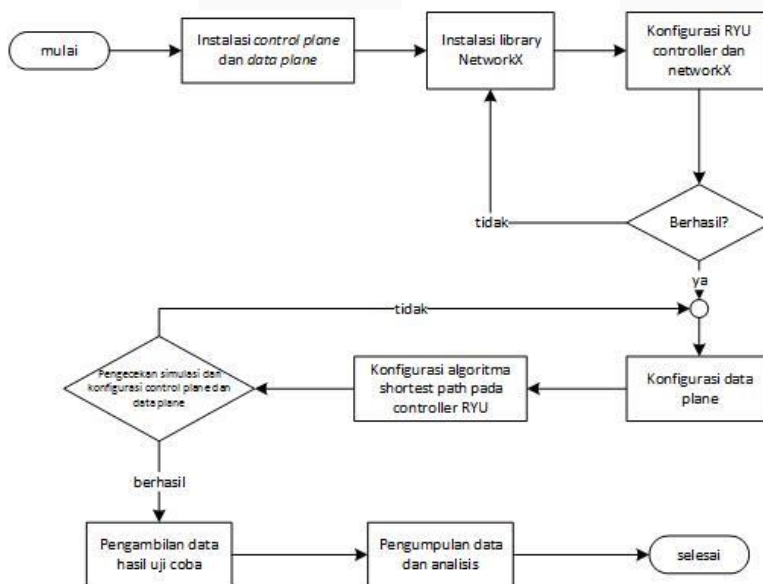 mulai
Instalasi control plane
dan data plane
Instalasi library
NetworkX
Konfigurasi RYU
controller dan
networkX
Berhasil?
tidak
ya
tidak
Konfigurasi data
plane
Konfigurasi algoritma
shortest path pada
controller RYU
Pengecekan simulasi dan
konfigurasi control plane dan
data plane
berhasil
Pengambilan data
hasil uji coba
Pengumpulan data
dan analisis
selesai